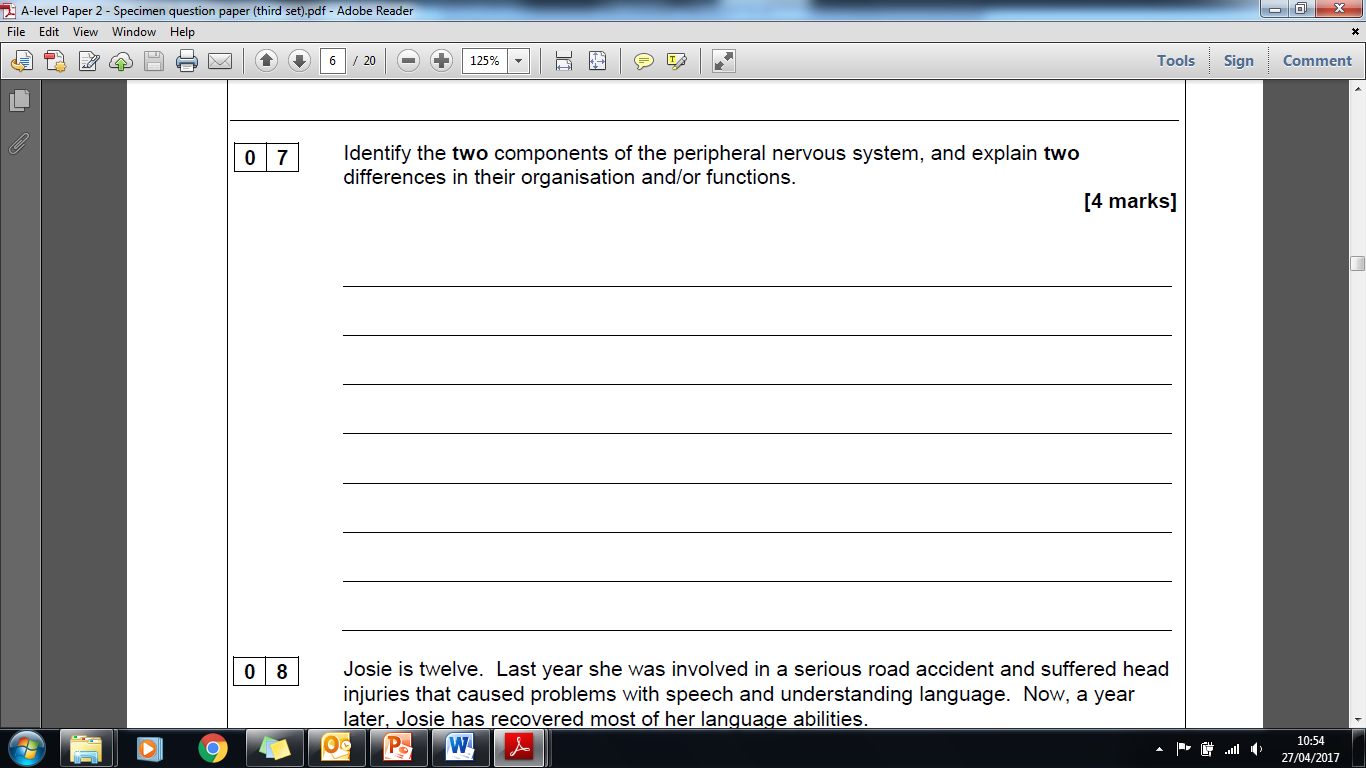 A-level Paper 2 - Specimen question paper (third set).pdf - Adobe Reader
File Edit View Window Help
6 / 20 125% Tools Sign Comment
0 7 Identify the two components of the peripheral nervous system, and explain two
differences in their organisation and/or functions.
[4 marks]
0 8 Josie is twelve. Last year she was involved in a serious road accident and suffered head
injuries that caused problems with speech and understanding language. Now, a year
later, Josie has recovered most of her language abilities.
10:54
27/04/2017